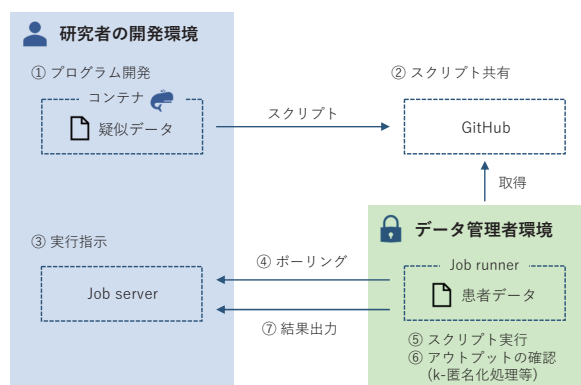 研究者の開発環境
① プログラム開発
コンテナ
疑似データ
スクリプト
② スクリプト共有
GitHub
取得
データ管理者環境
Job runner
患者データ
③ 実行指示
Job server
④ ポーリング
⑦ 結果出力
⑤ スクリプト実行
⑥ アウトプットの確認
(k-匿名化処理等)